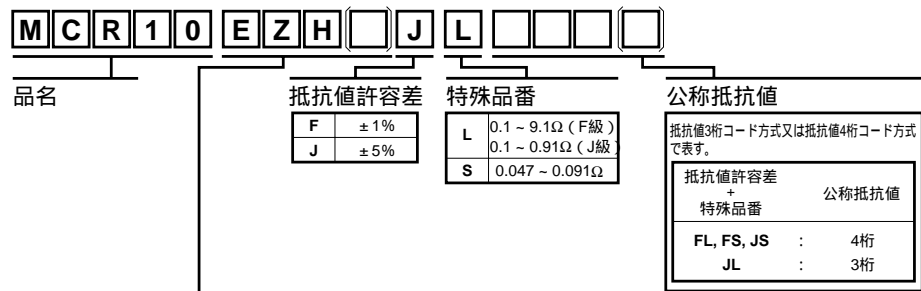 MCR10 EZH( )J L
品名
抵抗値許容差
F ±1%
J ±5%
特殊品番
L 0.1 ~ 9.1Ω ( F級 )
0.1 ~ 0.91Ω ( J級 )
S 0.047 ~ 0.091Ω
公称抵抗値
抵抗値3桁コード方式又は抵抗値4桁コード方式
で表す。
抵抗値許容差
+
特殊品番
公称抵抗値
FL, FS, JS : 4桁
JL : 3桁